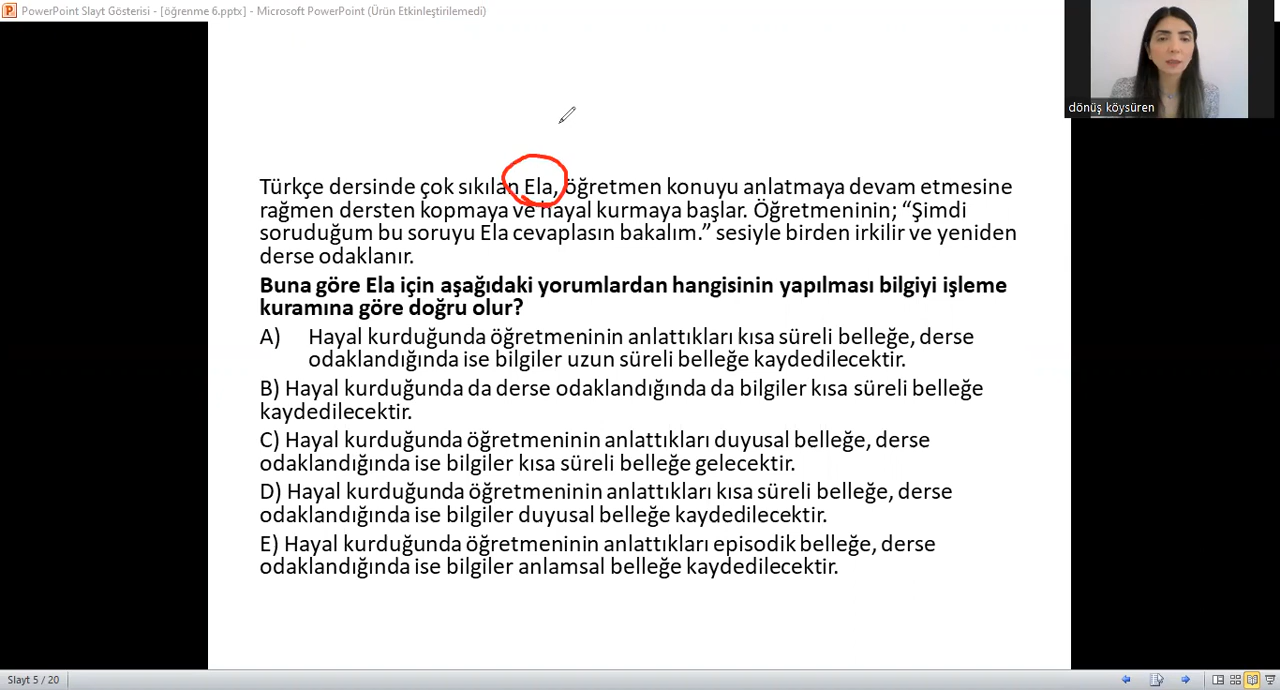 PowerPoint Slayt Gösterisi - [öğrenme 6.pptx] - Microsoft PowerPoint (Ürün Etkinleştirilemedi)
dönüş köysüren
Türkçe dersinde çok sıkılan Ela, öğretmen konuyu anlatmaya devam etmesine
rağmen dersten kopmaya ve hayal kurmaya başlar. Öğretmeninin; “Şimdi
soruduğum bu soruyu Ela cevaplasın bakalım.” sesiyle birden irkilir ve yeniden
derse odaklanır.
Buna göre Ela için aşağıdaki yorumlardan hangisinin yapılması bilgiyi işleme
kuramına göre doğru olur?
A) Hayal kurduğunda öğretmeninin anlattıkları kısa süreli belleğe, derse
odaklandığında ise bilgiler uzun süreli belleğe kaydedilecektir.
B) Hayal kurduğunda da derse odaklandığında da bilgiler kısa süreli belleğe
kaydedilecektir.
C) Hayal kurduğunda öğretmeninin anlattıkları duyusal belleğe, derse
odaklandığında ise bilgiler kısa süreli belleğe gelecektir.
D) Hayal kurduğunda öğretmeninin anlattıkları kısa süreli belleğe, derse
odaklandığında ise bilgiler duyusal belleğe kaydedilecektir.
E) Hayal kurduğunda öğretmeninin anlattıkları episodik belleğe, derse
odaklandığında ise bilgiler anlamsal belleğe kaydedilecektir.
Slayt 5 / 20